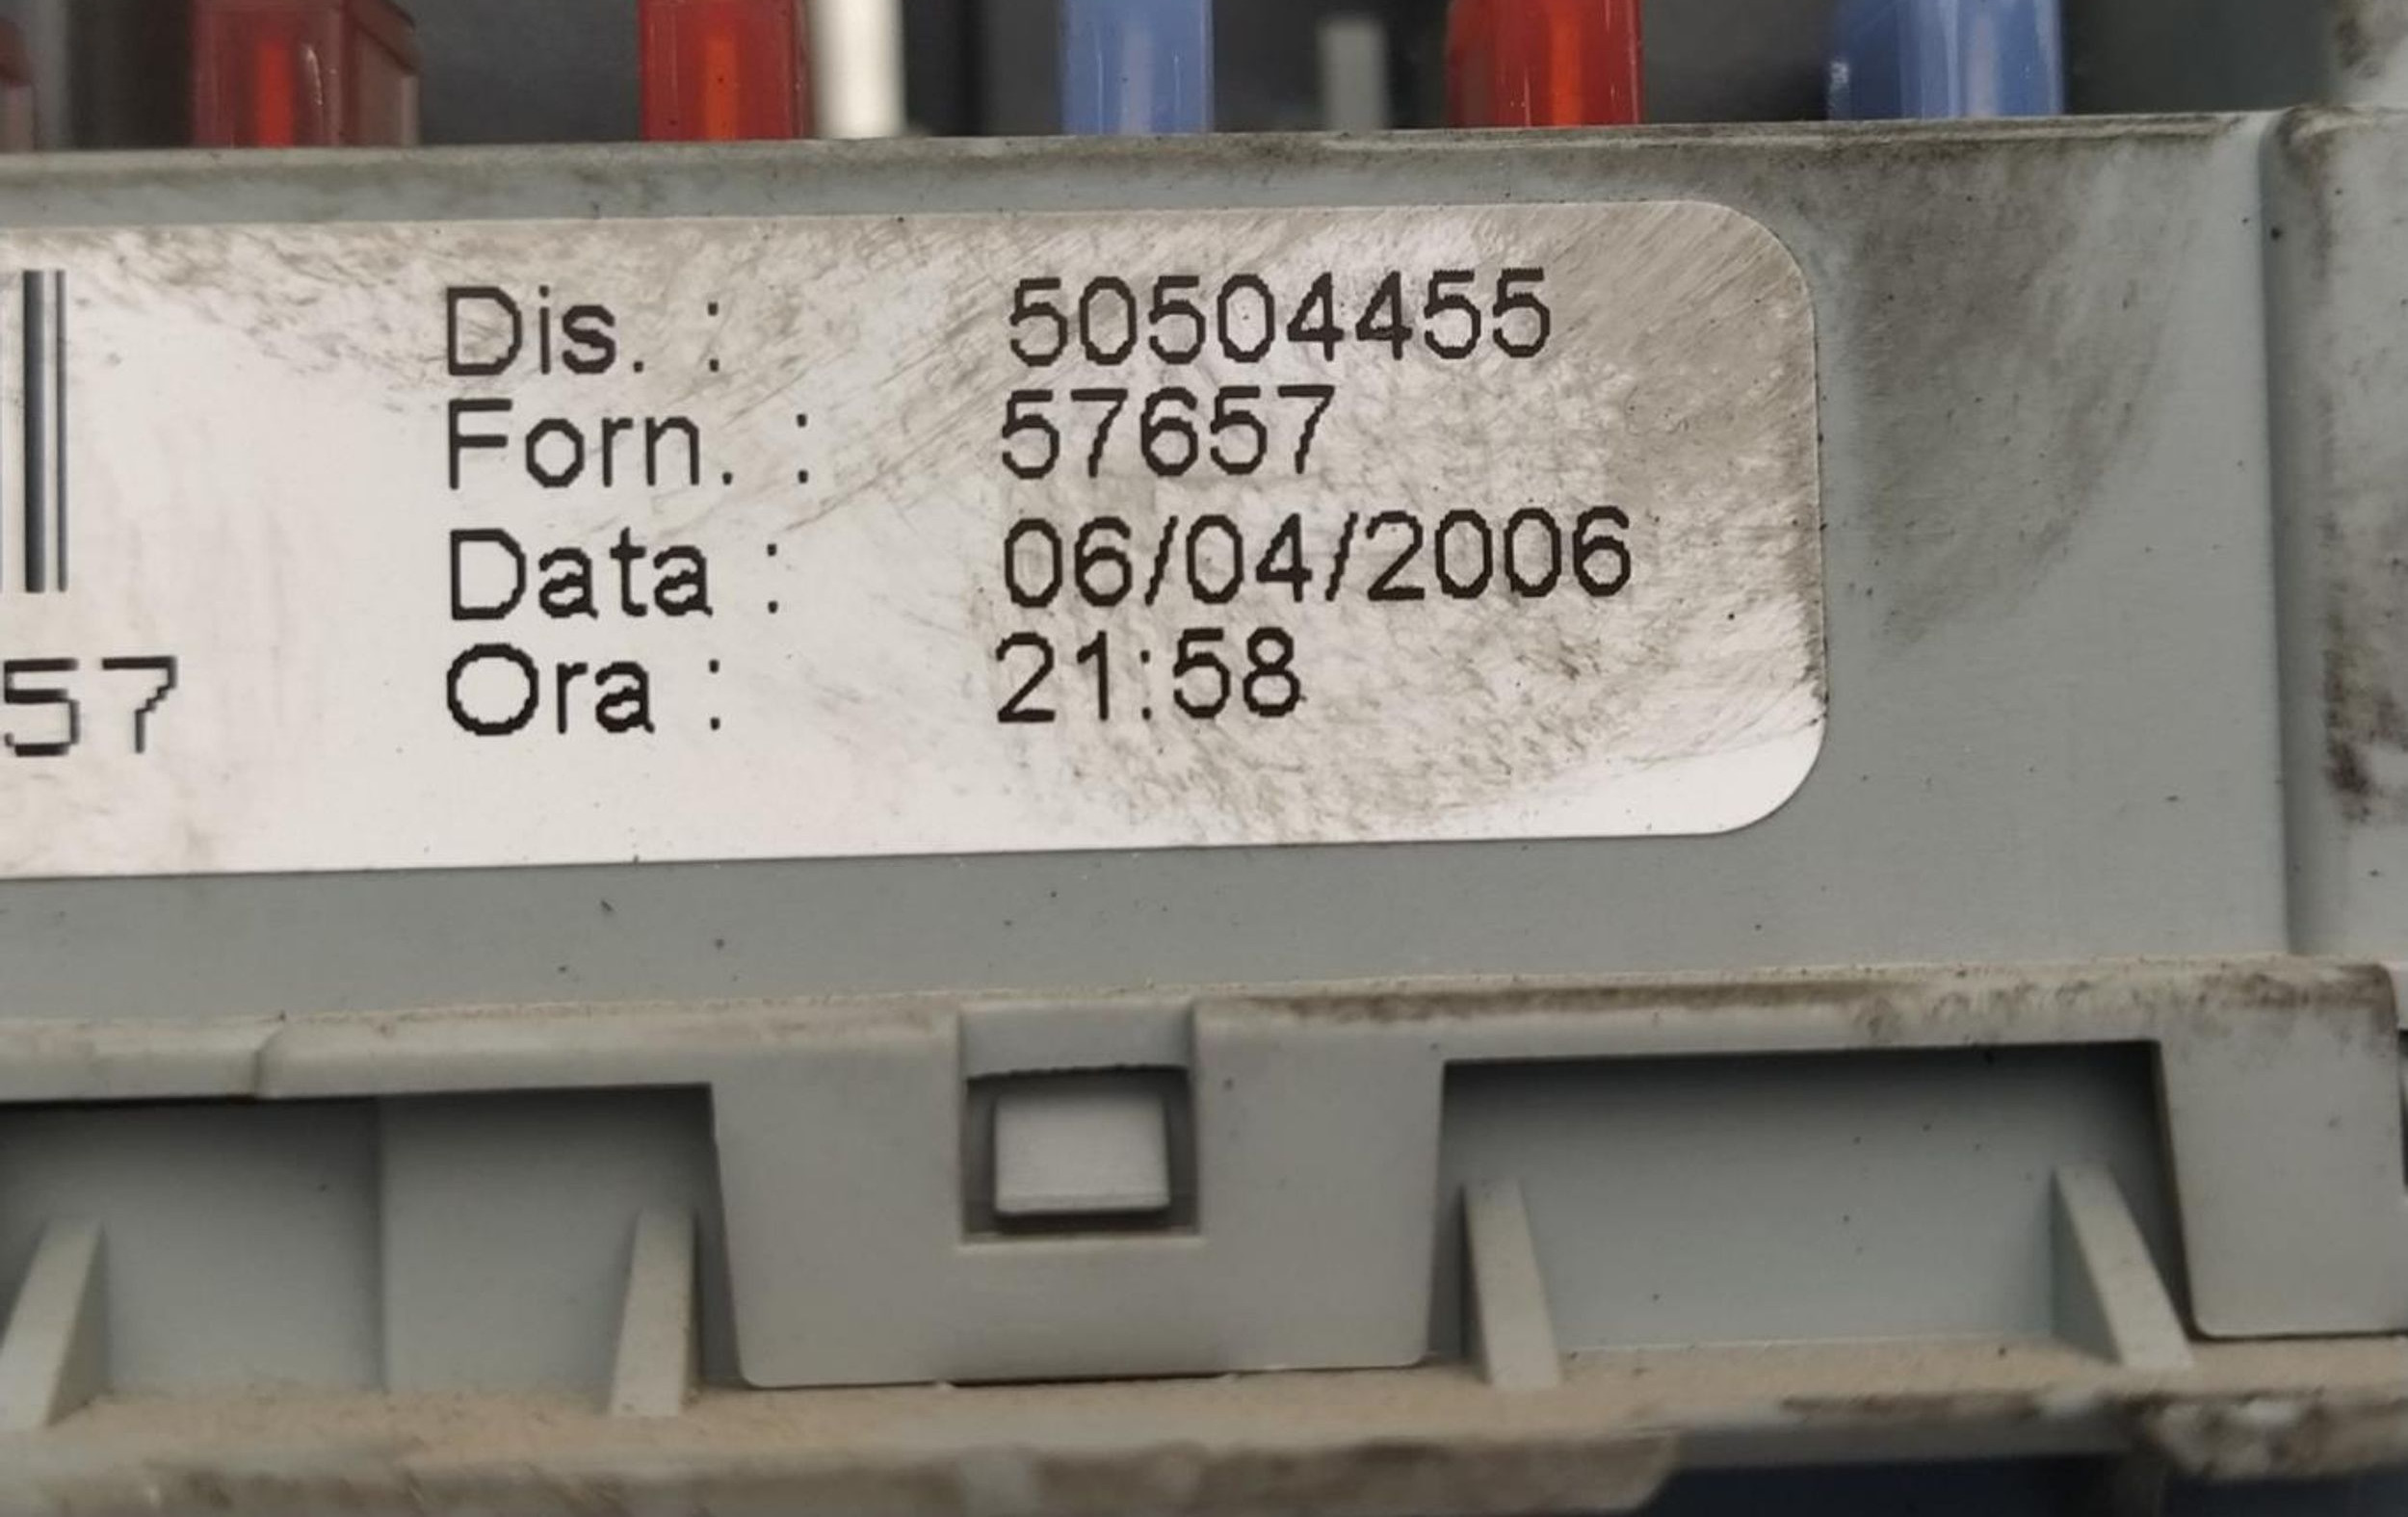 Dis. : 50504455
Forn. : 57657
Data : 06/04/2006
Ora : 21:58
57